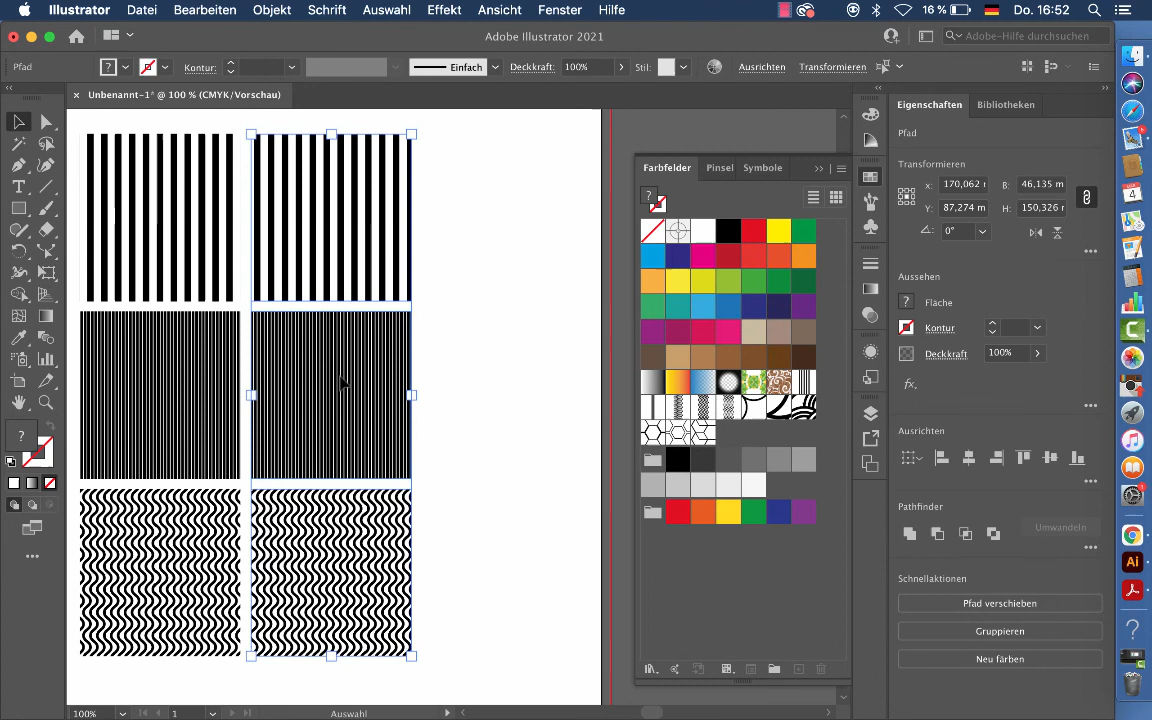 Illustrator Datei Bearbeiten Objekt Schrift Auswahl Effekt Ansicht Fenster Hilfe 16 % Do. 16:52
Adobe Illustrator 2021 Adobe-Hilfe durchsuchen
Pfad ? Kontur: Einfach Deckkraft: 100% Stil: Ausrichten Transformieren
× Unbenannt-1* @ 100 % (CMYK/Vorschau)
Eigenschaften Bibliotheken
Pfad
Farbfelder Pinsel Symbole
Transformieren
X: 170,062 B: 46,135 m
Y: 87,274 m H: 150,326
0°
Aussehen
? Fläche
Kontur
Deckkraft 100%
fx.
Ausrichten
Pathfinder
Umwandeln
Schnellaktionen
Pfad verschieben
Gruppieren
Neu färben
100% 1 Auswahl